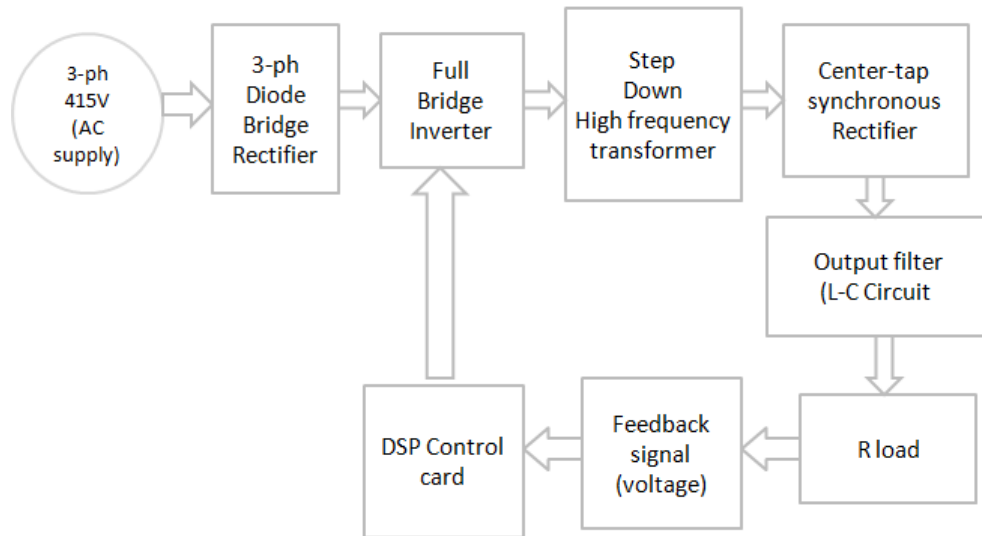 3-ph
415V
(AC
supply)
3-ph
Diode
Bridge
Rectifier
Full
Bridge
Inverter
Step
Down
High frequency
transformer
Center-tap
synchronous
Rectifier
Output filter
(L-C Circuit
R load
Feedback
signal
(voltage)
DSP Control
card